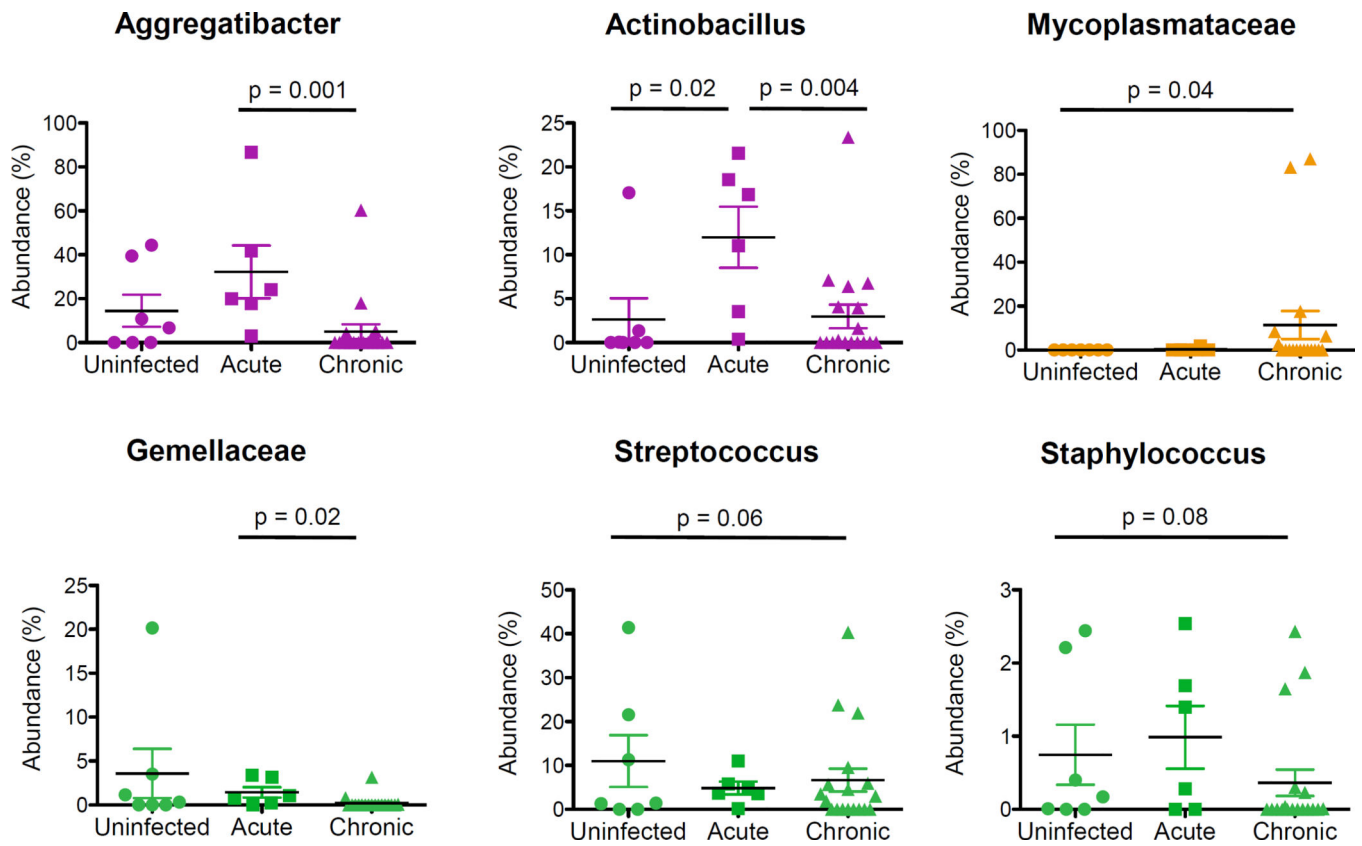 Aggregatibacter
p = 0.001
Abundance (%)
100
80
60
40
20
0
Uninfected Acute Chronic
Actinobacillus
p = 0.02 p = 0.004
Abundance (%)
25
20
15
10
5
0
Uninfected Acute Chronic
Mycoplasmataceae
p = 0.04
Abundance (%)
100
80
60
40
20
0
Uninfected Acute Chronic
Gemellaceae
p = 0.02
Abundance (%)
25
20
15
10
5
0
Uninfected Acute Chronic
Streptococcus
p = 0.06
Abundance (%)
50
40
30
20
10
0
Uninfected Acute Chronic
Staphylococcus
p = 0.08
Abundance (%)
3
2
1
0
Uninfected Acute Chronic